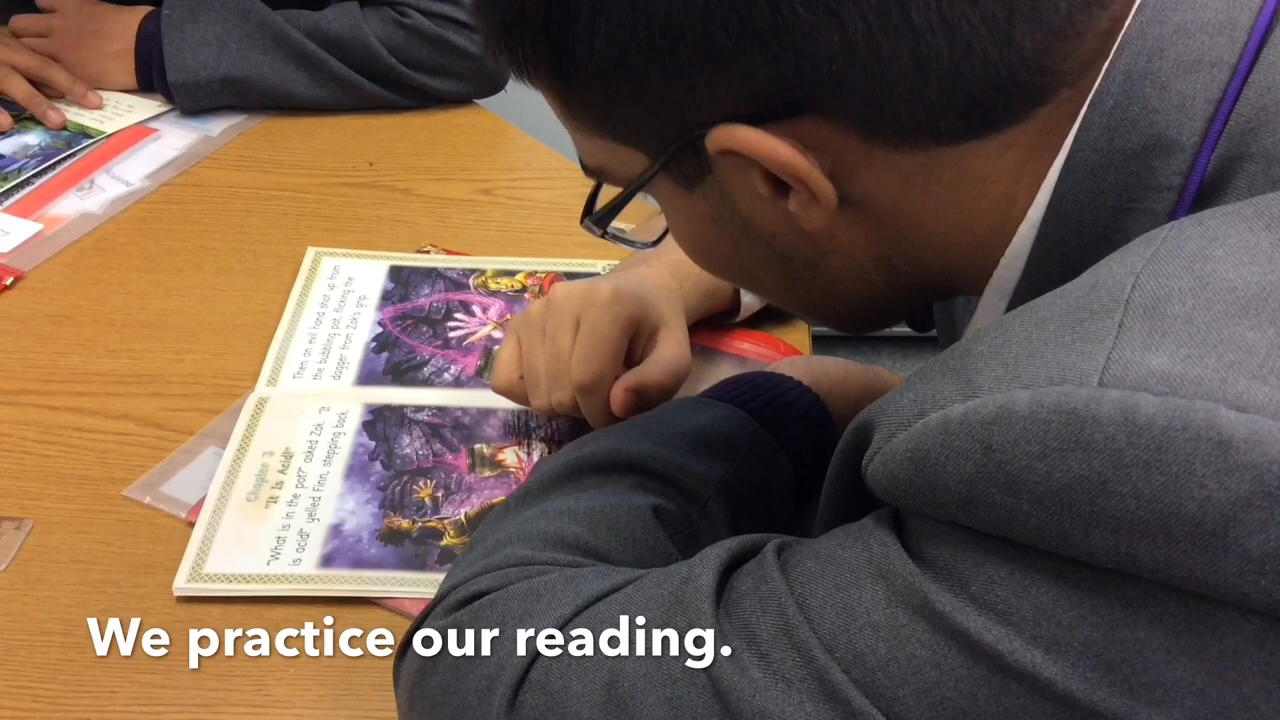 Then an evil hand shot up from
the bubbling pot, flicking the
dagger from Zak's grip.
Chapter 3
"It Is Acid!"
"What is in the pot?" asked Zak. "It
is acid!" yelled Finn, stepping back.
We practice our reading.